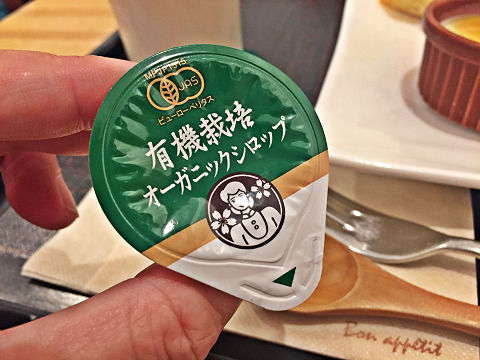 JAS
ビューローベリタス
有機栽培
オーガニックシロップ
Bon appétit